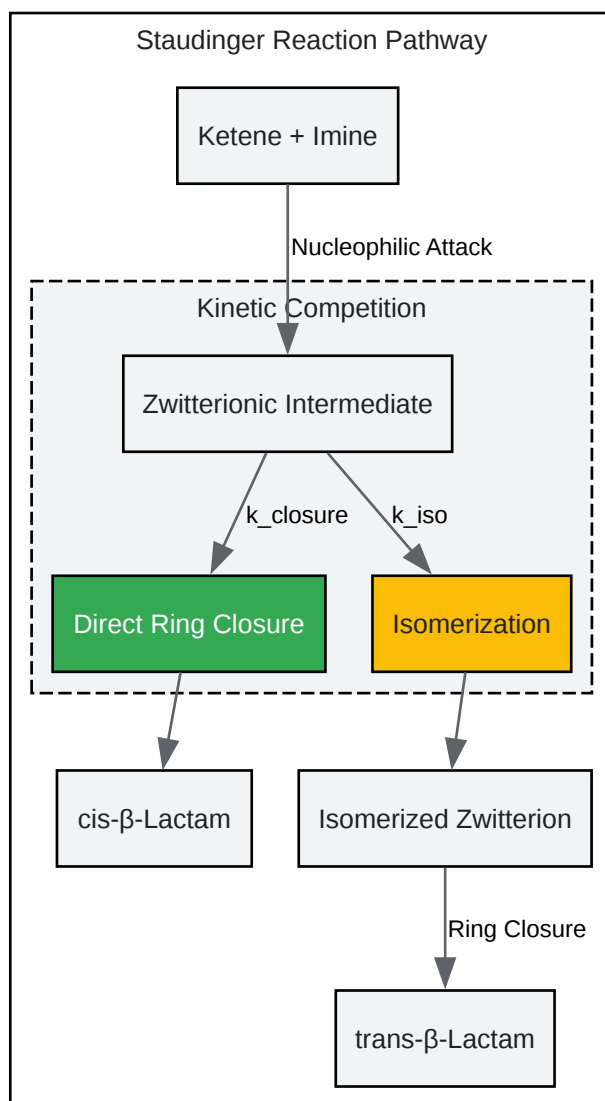 Staudinger Reaction Pathway
Ketene + Imine
Nucleophilic Attack
Kinetic Competition
Zwitterionic Intermediate
k_closure
k_iso
Direct Ring Closure
Isomerization
cis-β-Lactam
Isomerized Zwitterion
Ring Closure
trans-β-Lactam